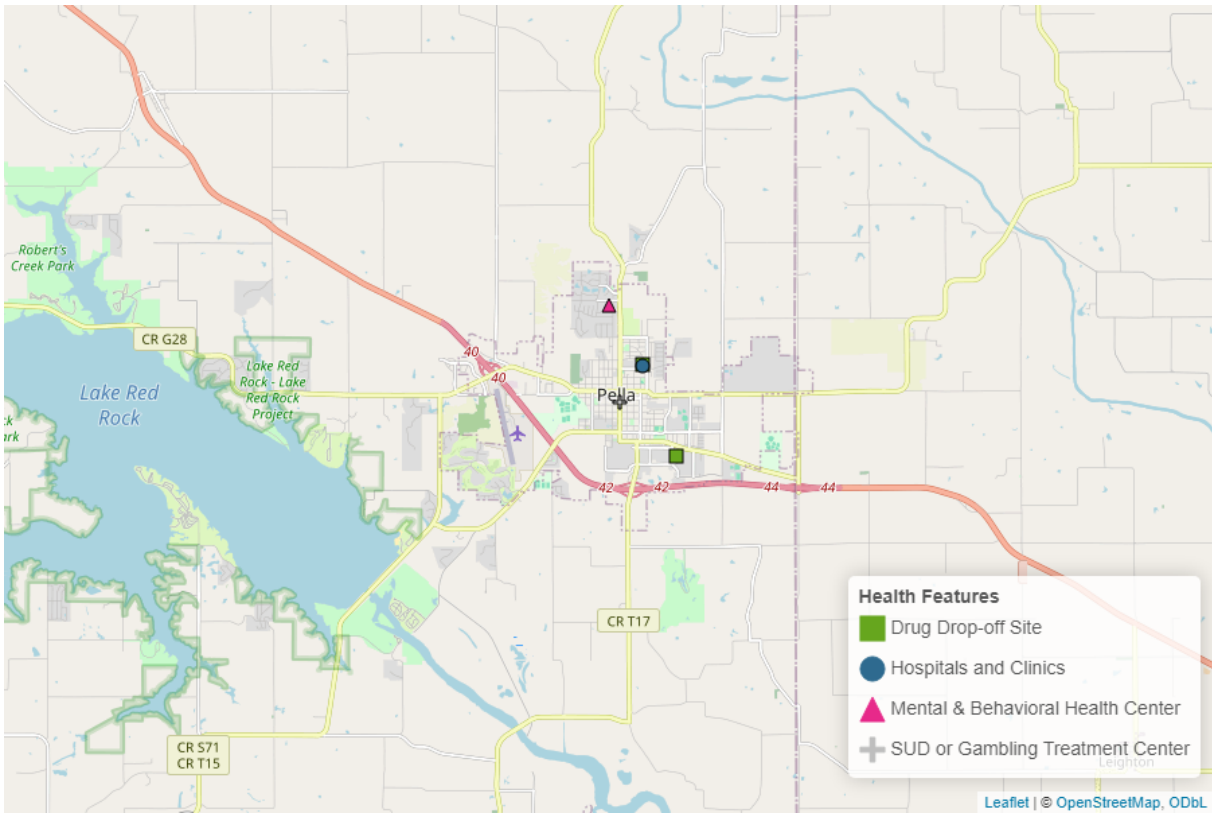 Robert's
Creek Park
CR G28
40
40
Lake Red
Rock
Lake Red
Rock - Lake
Red Rock
Project
Pella
42
42
44
44
CR T17
CR S71
CR T15
Health Features
Drug Drop-off Site
Hospitals and Clinics
Mental & Behavioral Health Center
SUD or Gambling Treatment Center
Leighton
Leaflet | © OpenStreetMap, ODbL